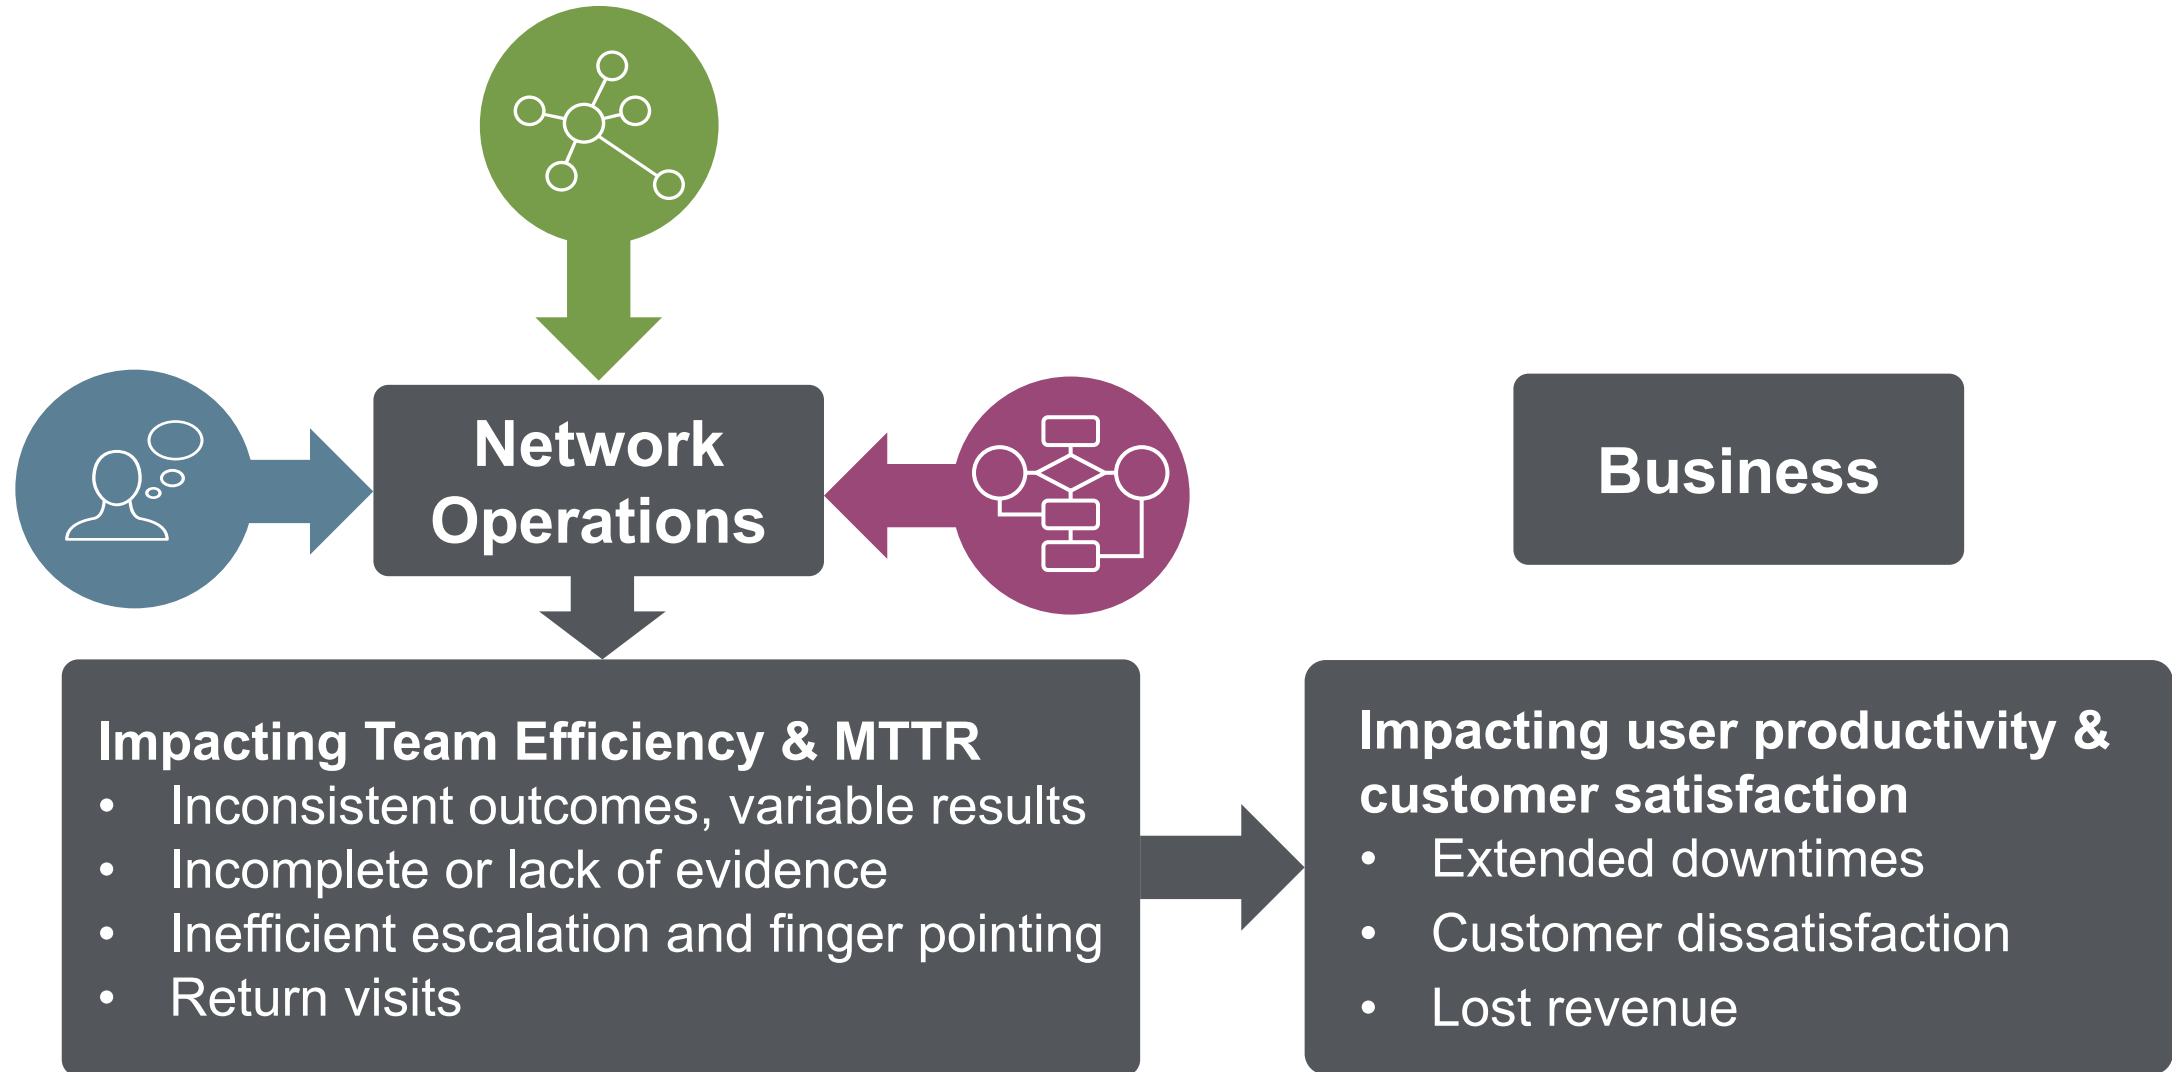 Network
Operations
Business
Impacting Team Efficiency & MTTR
• Inconsistent outcomes, variable results
• Incomplete or lack of evidence
• Inefficient escalation and finger pointing
• Return visits
Impacting user productivity &
customer satisfaction
• Extended downtimes
• Customer dissatisfaction
• Lost revenue